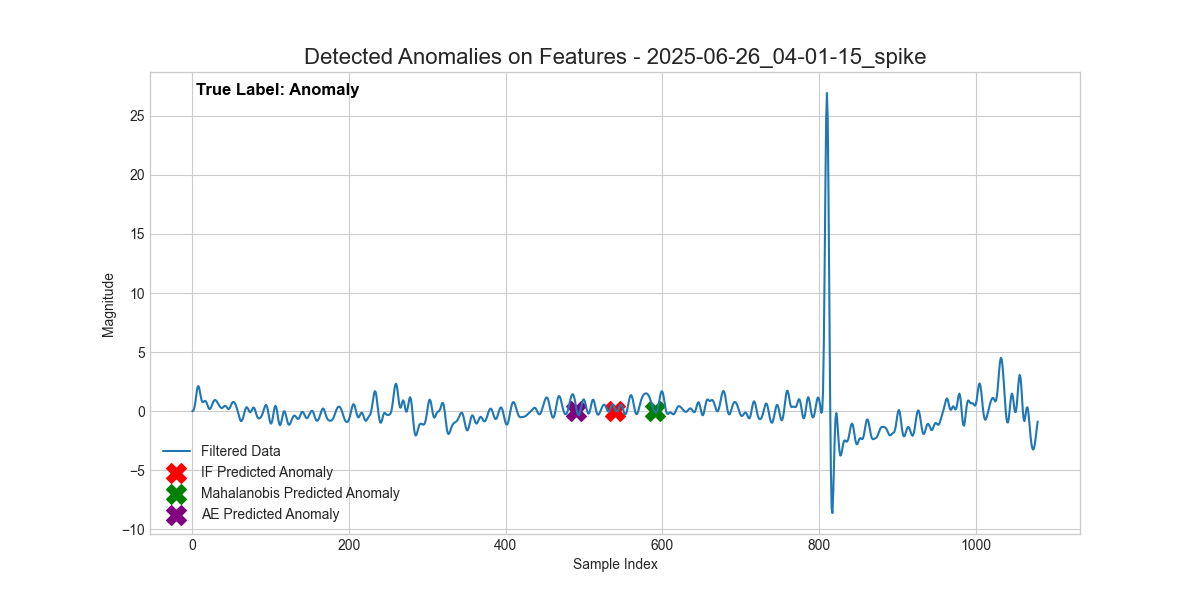 Detected Anomalies on Features - 2025-06-26_04-01-15_spike
True Label: Anomaly
Magnitude
25
20
15
10
5
0
−5
−10
Filtered Data
IF Predicted Anomaly
Mahalanobis Predicted Anomaly
AE Predicted Anomaly
0 200 400 600 800 1000
Sample Index